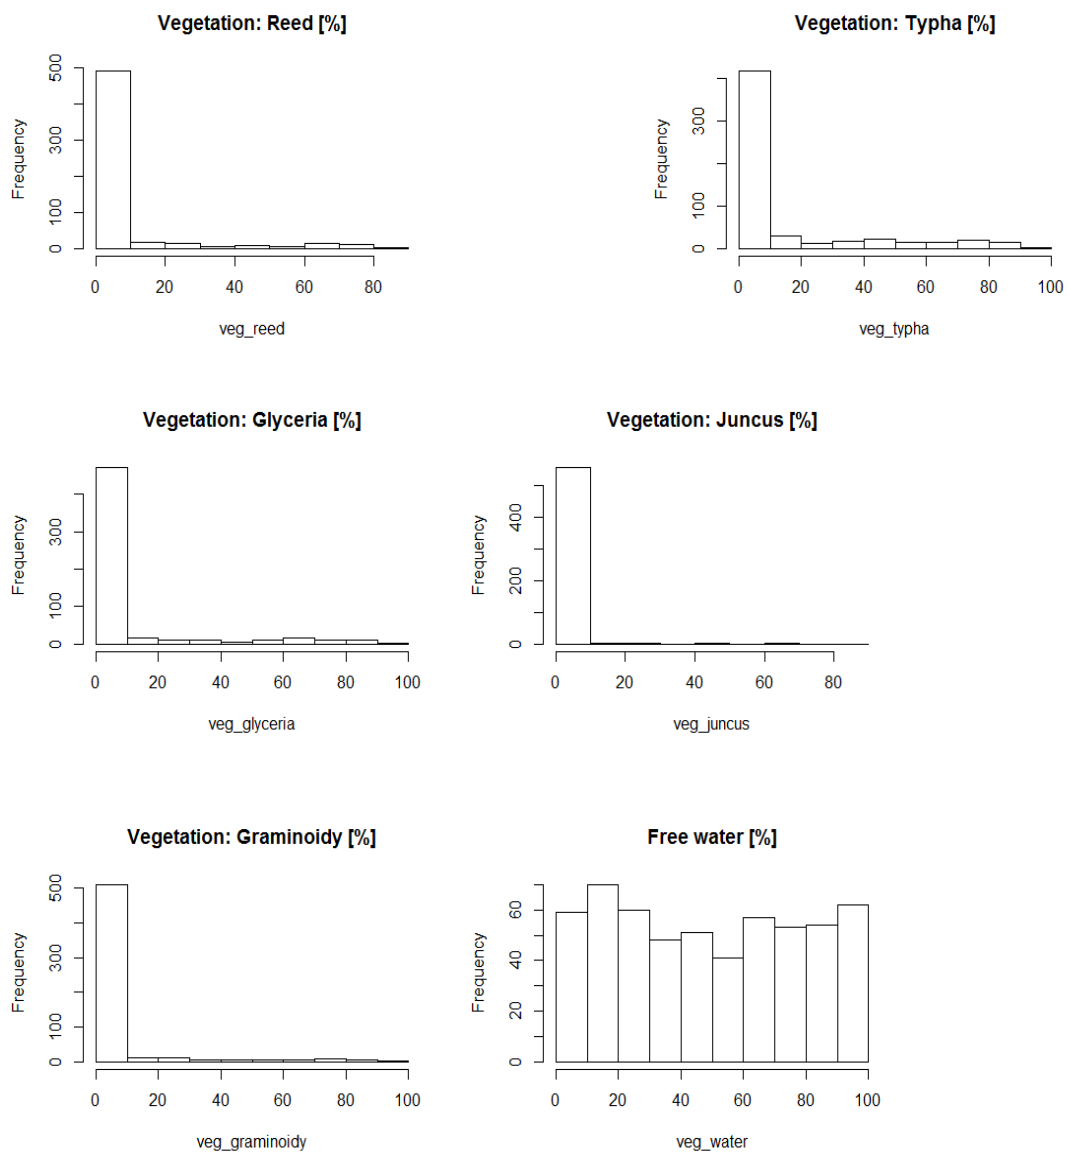 Vegetation: Reed [%]
Frequency
0 100 300 500
0 20 40 60 80
veg_reed
Vegetation: Typha [%]
Frequency
0 100 300
0 20 40 60 80 100
veg_typha
Vegetation: Glyceria [%]
Frequency
0 100 300
0 20 40 60 80 100
veg_glyceria
Vegetation: Juncus [%]
Frequency
0 200 400
0 20 40 60 80
veg_juncus
Vegetation: Graminoidy [%]
Frequency
0 100 300 500
0 20 40 60 80 100
veg_graminoidy
Free water [%]
Frequency
0 20 40 60
0 20 40 60 80 100
veg_water